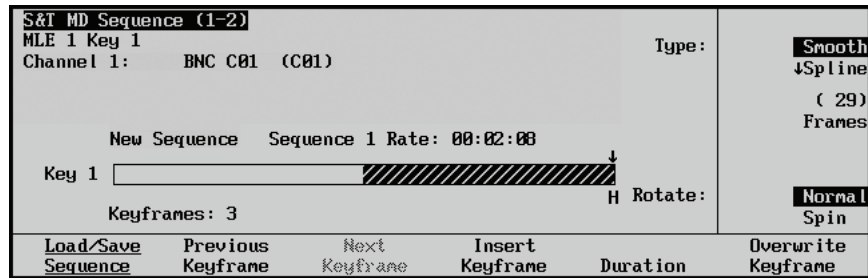 S&T MD Sequence (1-2)
MLE 1 Key 1
Channel 1: BNC C01 (C01)
Type: Smooth
↓Spline
( 29)
Frames
New Sequence Sequence 1 Rate: 00:02:08
Key 1
H
Rotate: Normal
Spin
Keyframes: 3
Load/Save Sequence
Previous Keyframe
Next Keyframe
Insert Keyframe
Duration
Overwrite Keyframe